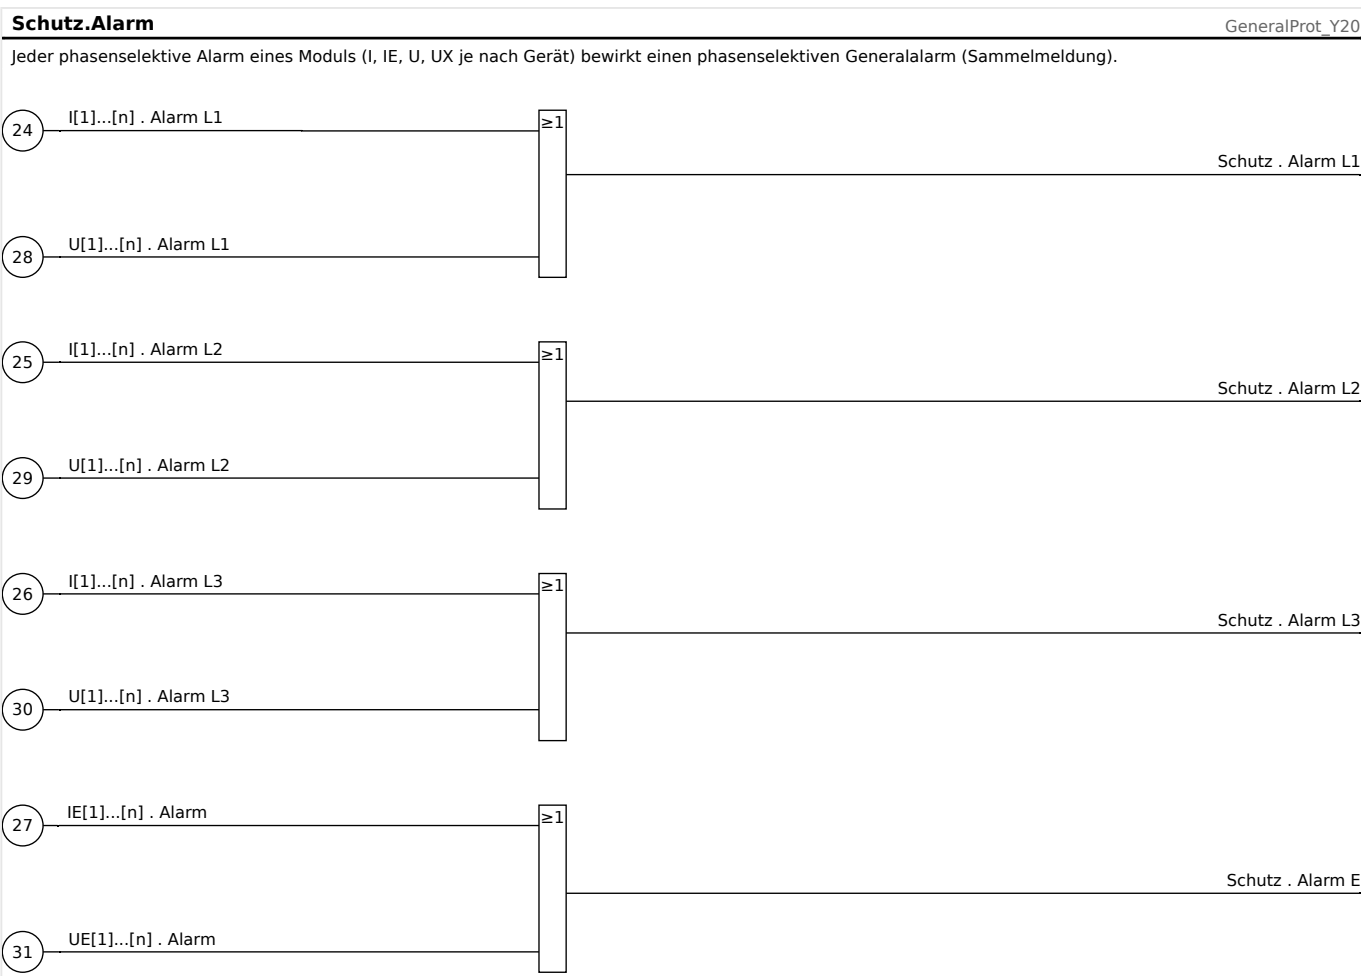 Schutz.Alarm
GeneralProt_Y20
Jeder phasenselektive Alarm eines Moduls (I, IE, U, UX je nach Gerät) bewirkt einen phasenselektiven Generalalarm (Sammelmeldung).
24
I[1]...[n] . Alarm L1
≥1
Schutz . Alarm L1
28
U[1]...[n] . Alarm L1
25
I[1]...[n] . Alarm L2
≥1
Schutz . Alarm L2
29
U[1]...[n] . Alarm L2
26
I[1]...[n] . Alarm L3
≥1
Schutz . Alarm L3
30
U[1]...[n] . Alarm L3
27
IE[1]...[n] . Alarm
≥1
Schutz . Alarm E
31
UE[1]...[n] . Alarm